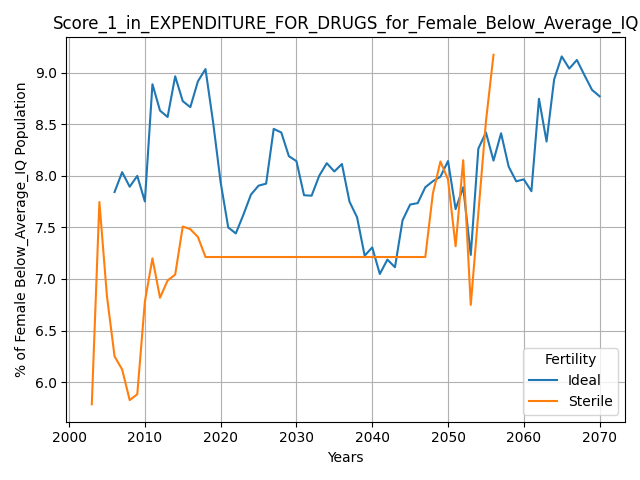 Score_1_in_EXPENDITURE_FOR_DRUGS_for_Female_Below_Average_IQ
% of Female Below_Average_IQ Population
9.0
8.5
8.0
7.5
7.0
6.5
6.0
Fertility
Ideal
Sterile
2000 2010 2020 2030 2040 2050 2060 2070
Years